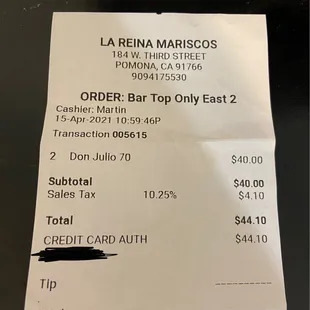 LA REINA MARISCOS
184 W. THIRD STREET
POMONA, CA 91766
9094175530
ORDER: Bar Top Only East 2
Cashier: Martin
15-Apr-2021 10:59:46P
Transaction 005615
2 Don Julio 70 $40.00
Subtotal $40.00
Sales Tax 10.25% $4.10
Total $44.10
CREDIT CARD AUTH $44.10
Tip